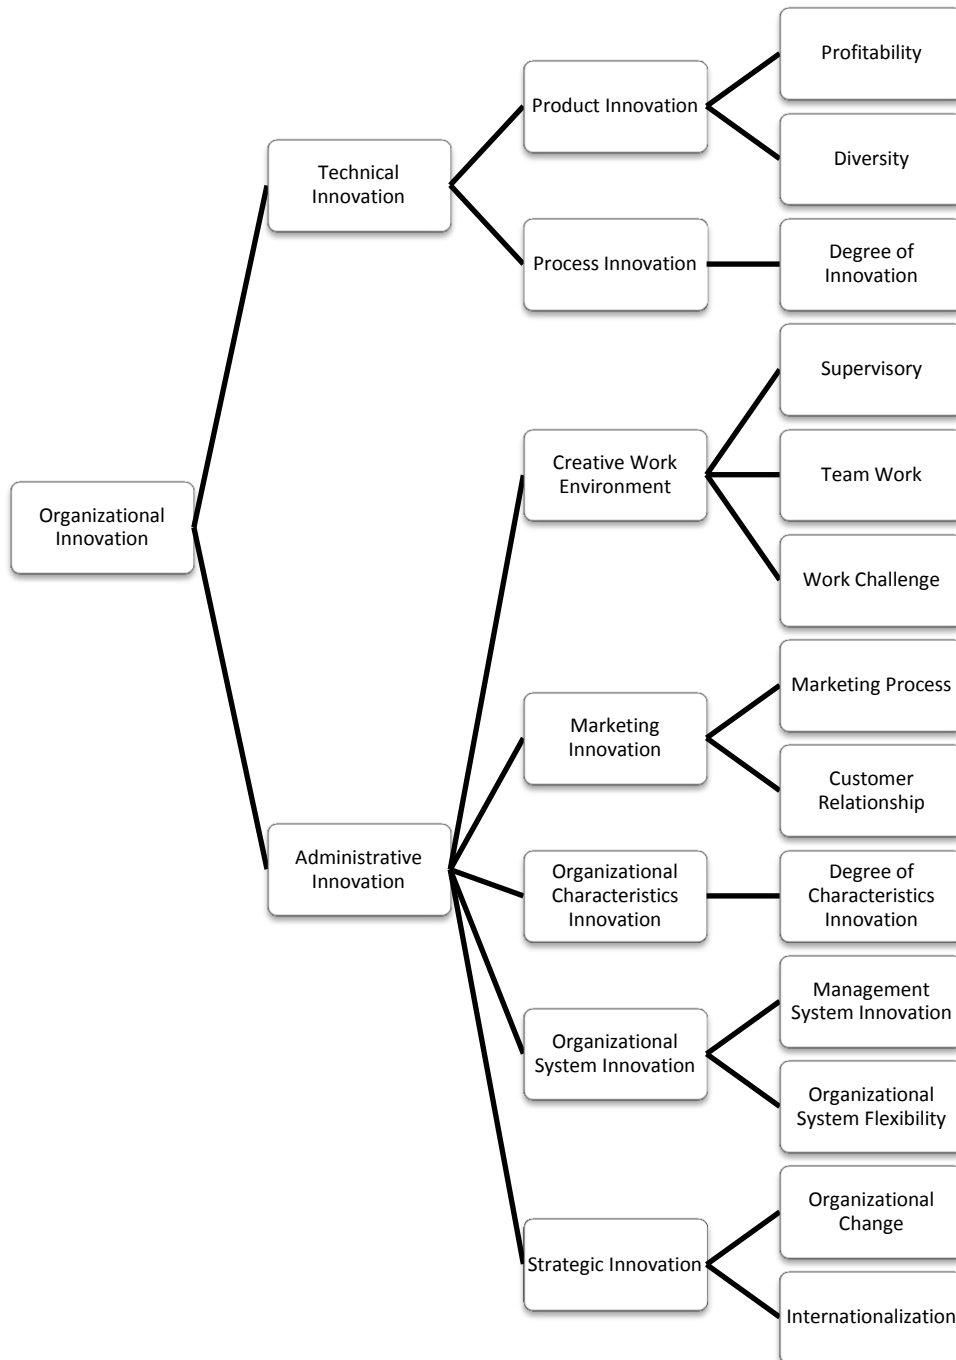 Organizational
Innovation
Technical
Innovation
Product Innovation
Profitability
Diversity
Process Innovation
Degree of
Innovation
Administrative
Innovation
Creative Work
Environment
Supervisory
Team Work
Work Challenge
Marketing
Innovation
Marketing Process
Customer
Relationship
Organizational
Characteristics
Innovation
Degree of
Characteristics
Innovation
Organizational
System Innovation
Management
System Innovation
Organizational
System Flexibility
Strategic Innovation
Organizational
Change
Internationalization